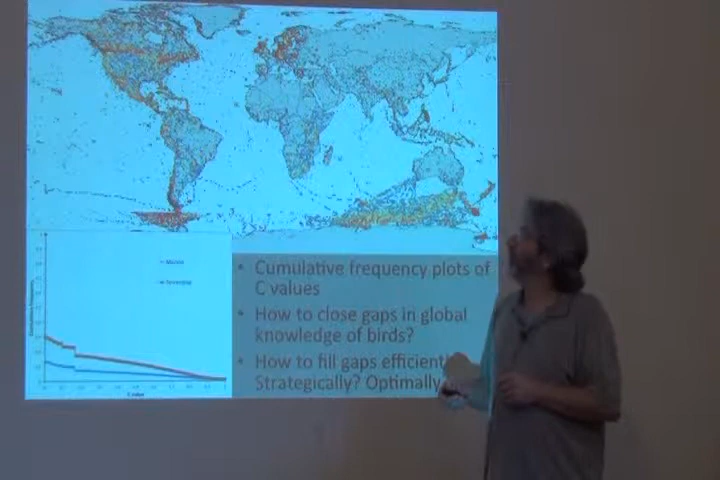 • Cumulative frequency plots of
C values
• How to close gaps in global
knowledge of birds?
• How to fill gaps
Strategically? Optimally